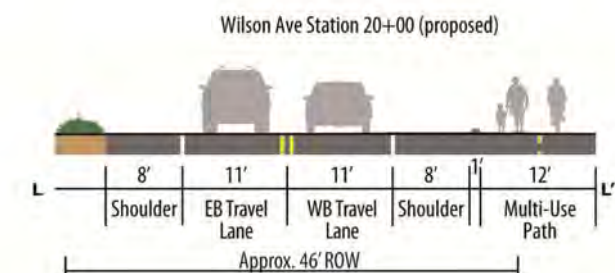 Wilson Ave Station 20+00 (proposed)
8' 11' 11' 8' 1' 12'
L L'
Shoulder EB Travel Lane WB Travel Lane Shoulder Multi-Use Path
Approx. 46' ROW